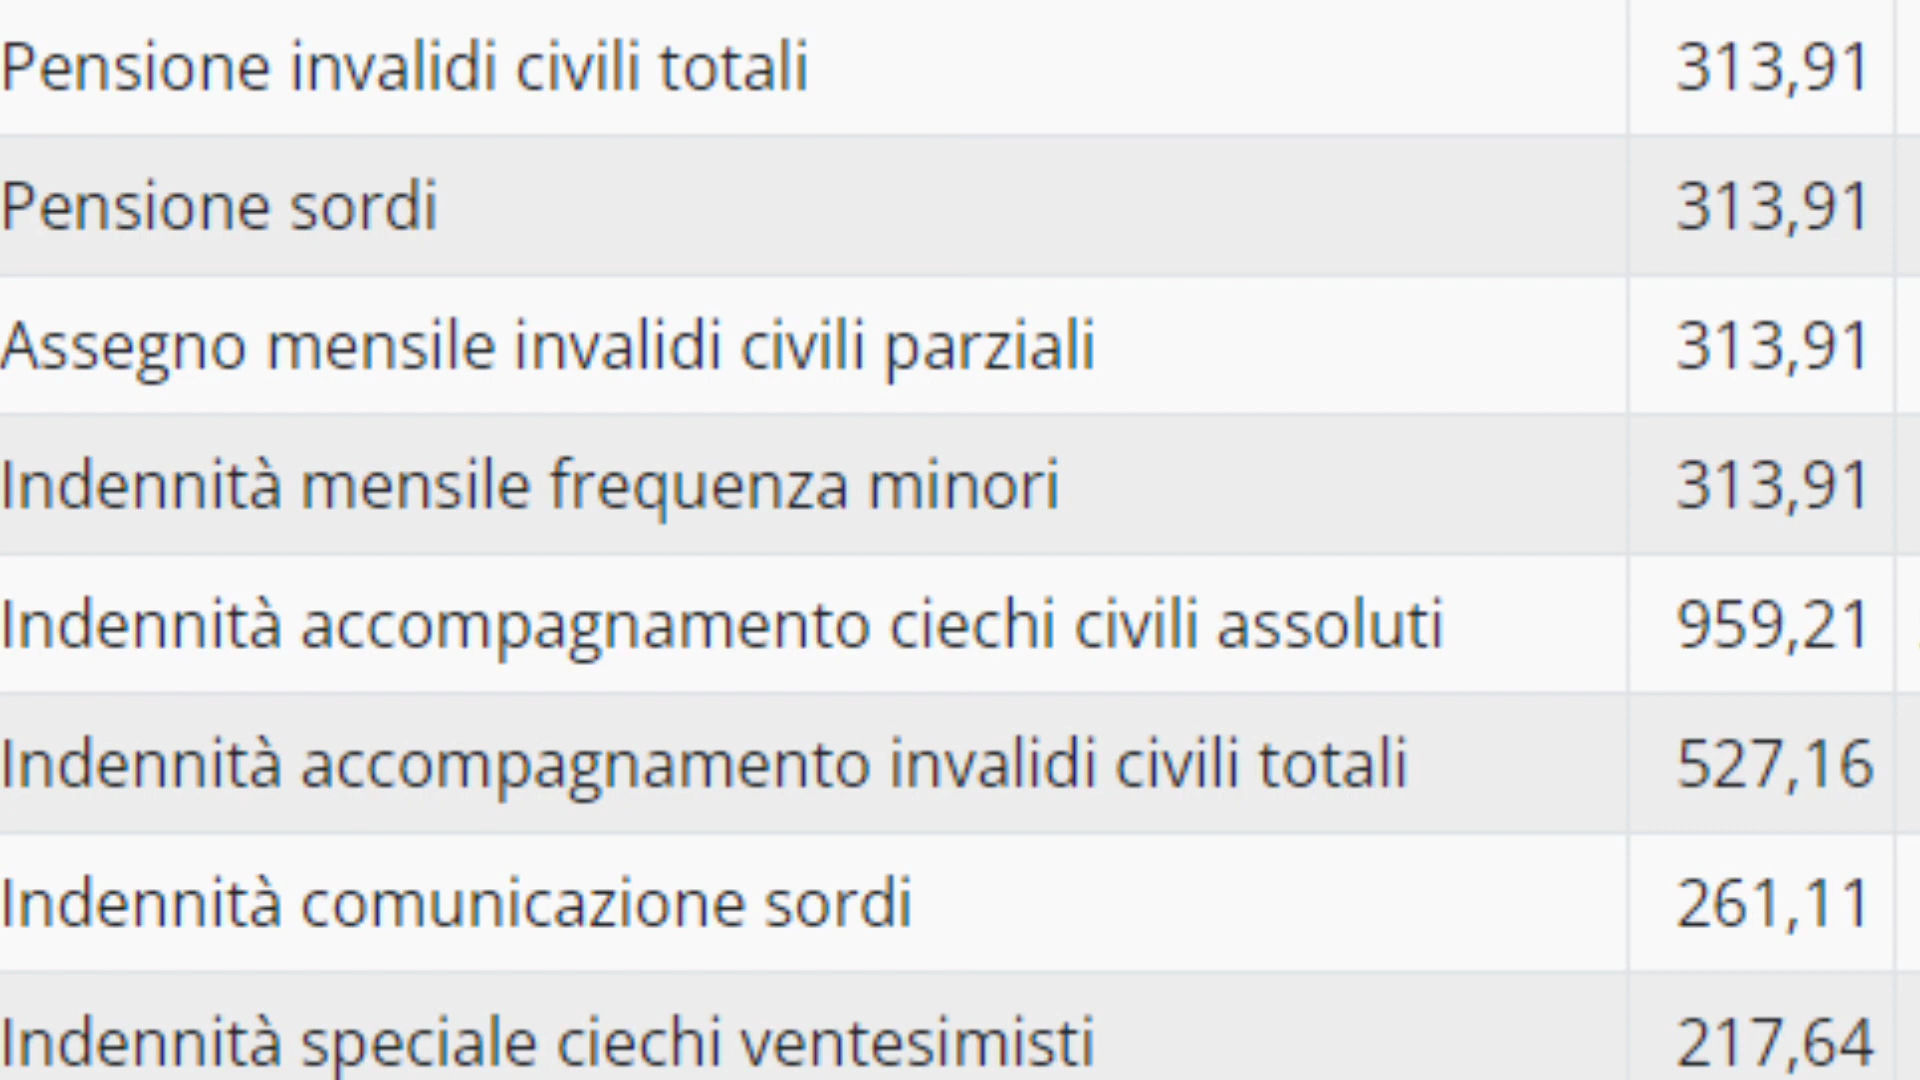 Pensione invalidi civili totali 313,91
Pensione sordi 313,91
Assegno mensile invalidi civili parziali 313,91
Indennità mensile frequenza minori 313,91
Indennità accompagnamento ciechi civili assoluti 959,21
Indennità accompagnamento invalidi civili totali 527,16
Indennità comunicazione sordi 261,11
Indennità speciale ciechi ventesimisti 217,64